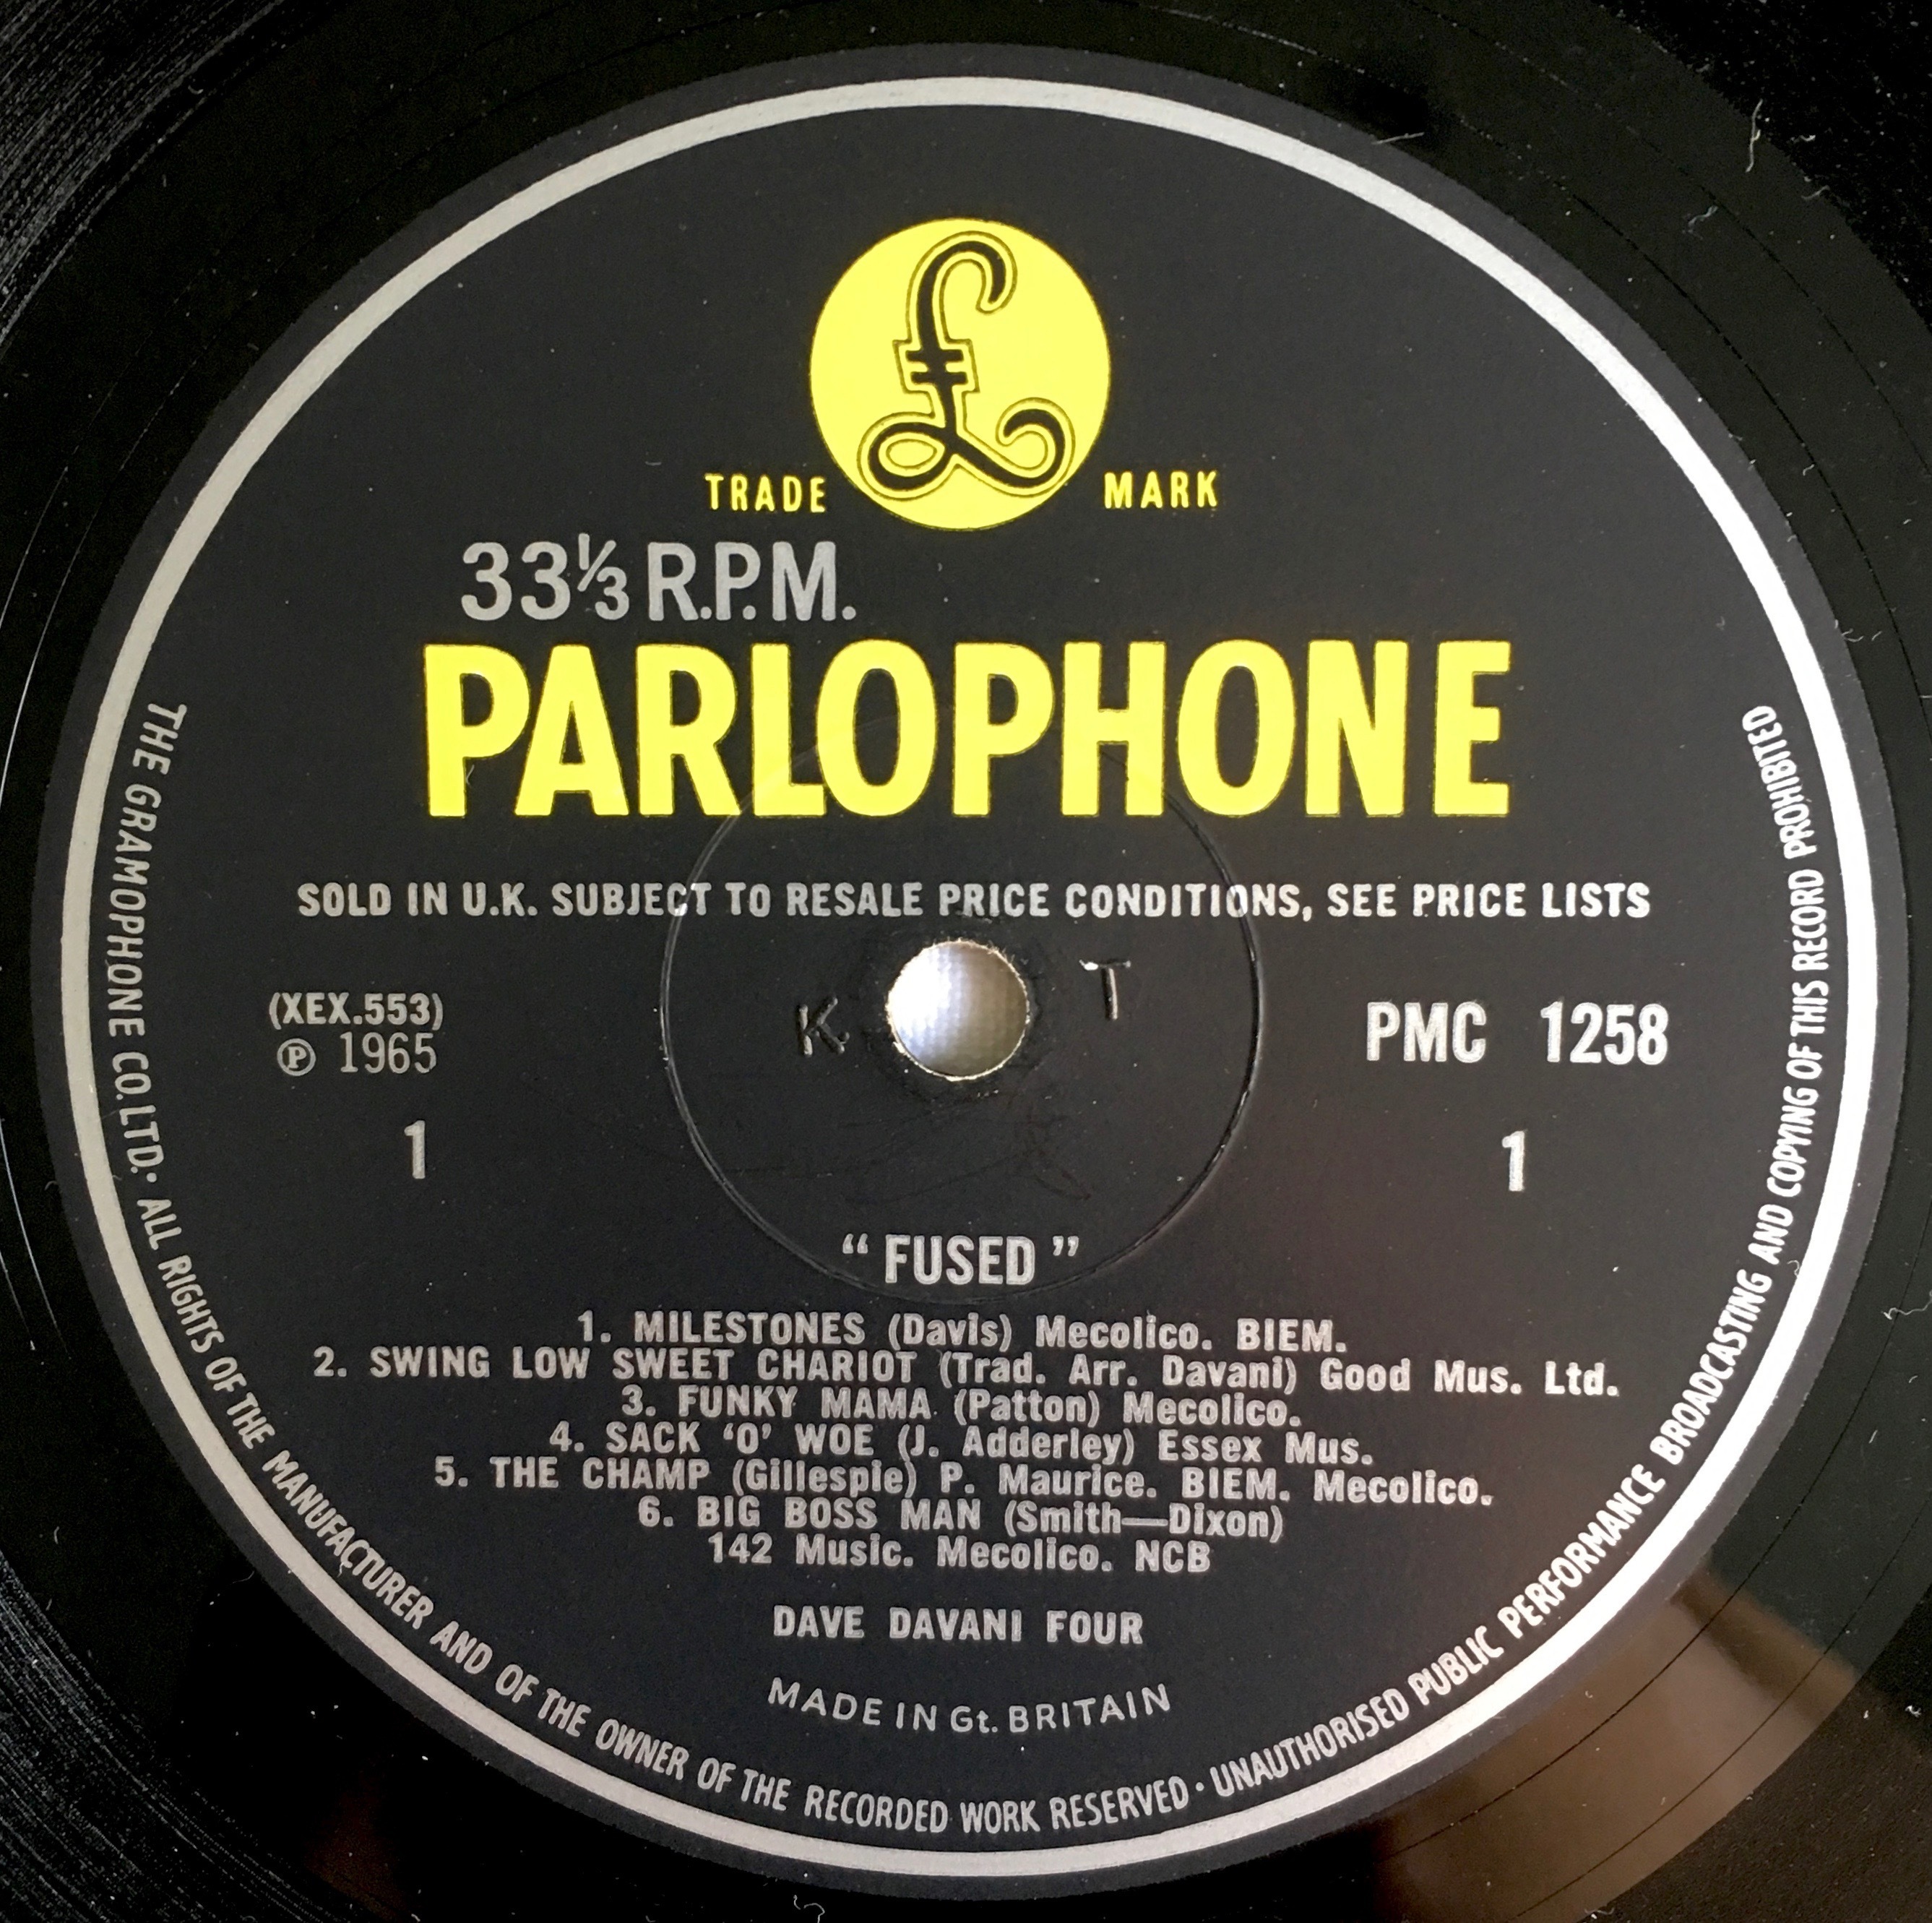 £
TRADE MARK
33⅓ R.P.M.
PARLOPHONE
SOLD IN U.K. SUBJECT TO RESALE PRICE CONDITIONS, SEE PRICE LISTS
K T
(XEX.553)
℗ 1965
PMC 1258
1 1
“FUSED”
1. MILESTONES (Davis) Mecolico. BIEM.
2. SWING LOW SWEET CHARIOT (Trad. Arr. Davani) Good Mus. Ltd.
3. FUNKY MAMA (Patton) Mecolico.
4. SACK ‘O’ WOE (J. Adderley) Essex Mus.
5. THE CHAMP (Gillespie) P. Maurice. BIEM. Mecolico.
6. BIG BOSS MAN (Smith—Dixon)
142 Music. Mecolico. NCB
DAVE DAVANI FOUR
MADE IN Gt. BRITAIN
THE GRAMOPHONE CO. LTD. · ALL RIGHTS OF THE MANUFACTURER AND OF THE OWNER OF THE RECORDED WORK RESERVED · UNAUTHORISED PUBLIC PERFORMANCE BROADCASTING AND COPYING OF THIS RECORD PROHIBITED